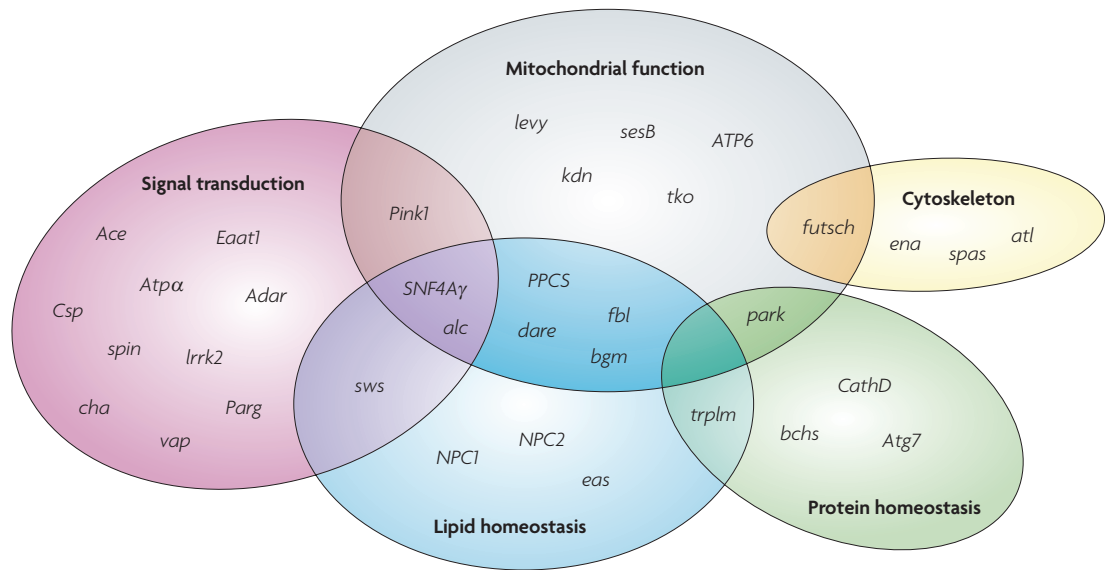 Mitochondrial function
levy
sesB
ATP6
kdn
tko
Signal transduction
Ace
Eaat1
Atpα
Adar
Csp
spin
lrrk2
cha
Parg
vap
Pink1
SNF4Aγ
alc
sws
PPCS
fbl
dare
bgm
Cytoskeleton
futsch
ena
spas
atl
park
trplm
CathD
bchs
Atg7
Protein homeostasis
NPC1
NPC2
eas
Lipid homeostasis